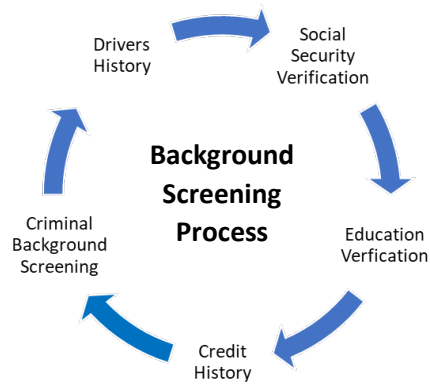 Drivers
History
Social
Security
Verification
Background
Screening
Process
Education
Verfication
Credit
History
Criminal
Background
Screening